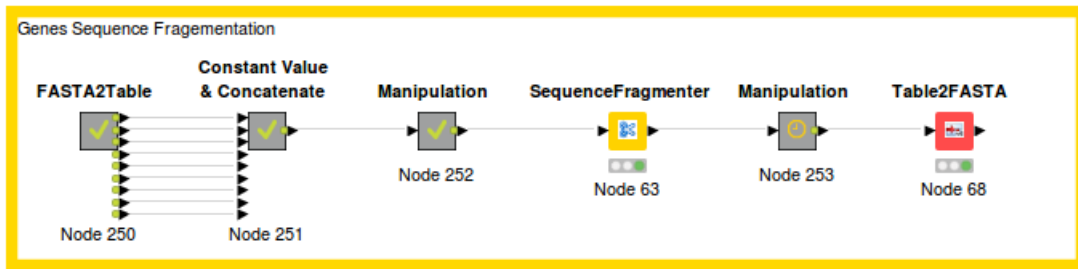 Genes Sequence Fragementation
Constant Value
FASTA2Table & Concatenate Manipulation SequenceFragmenter Manipulation Table2FASTA
Node 252 Node 253
Node 63 Node 68
Node 250 Node 251